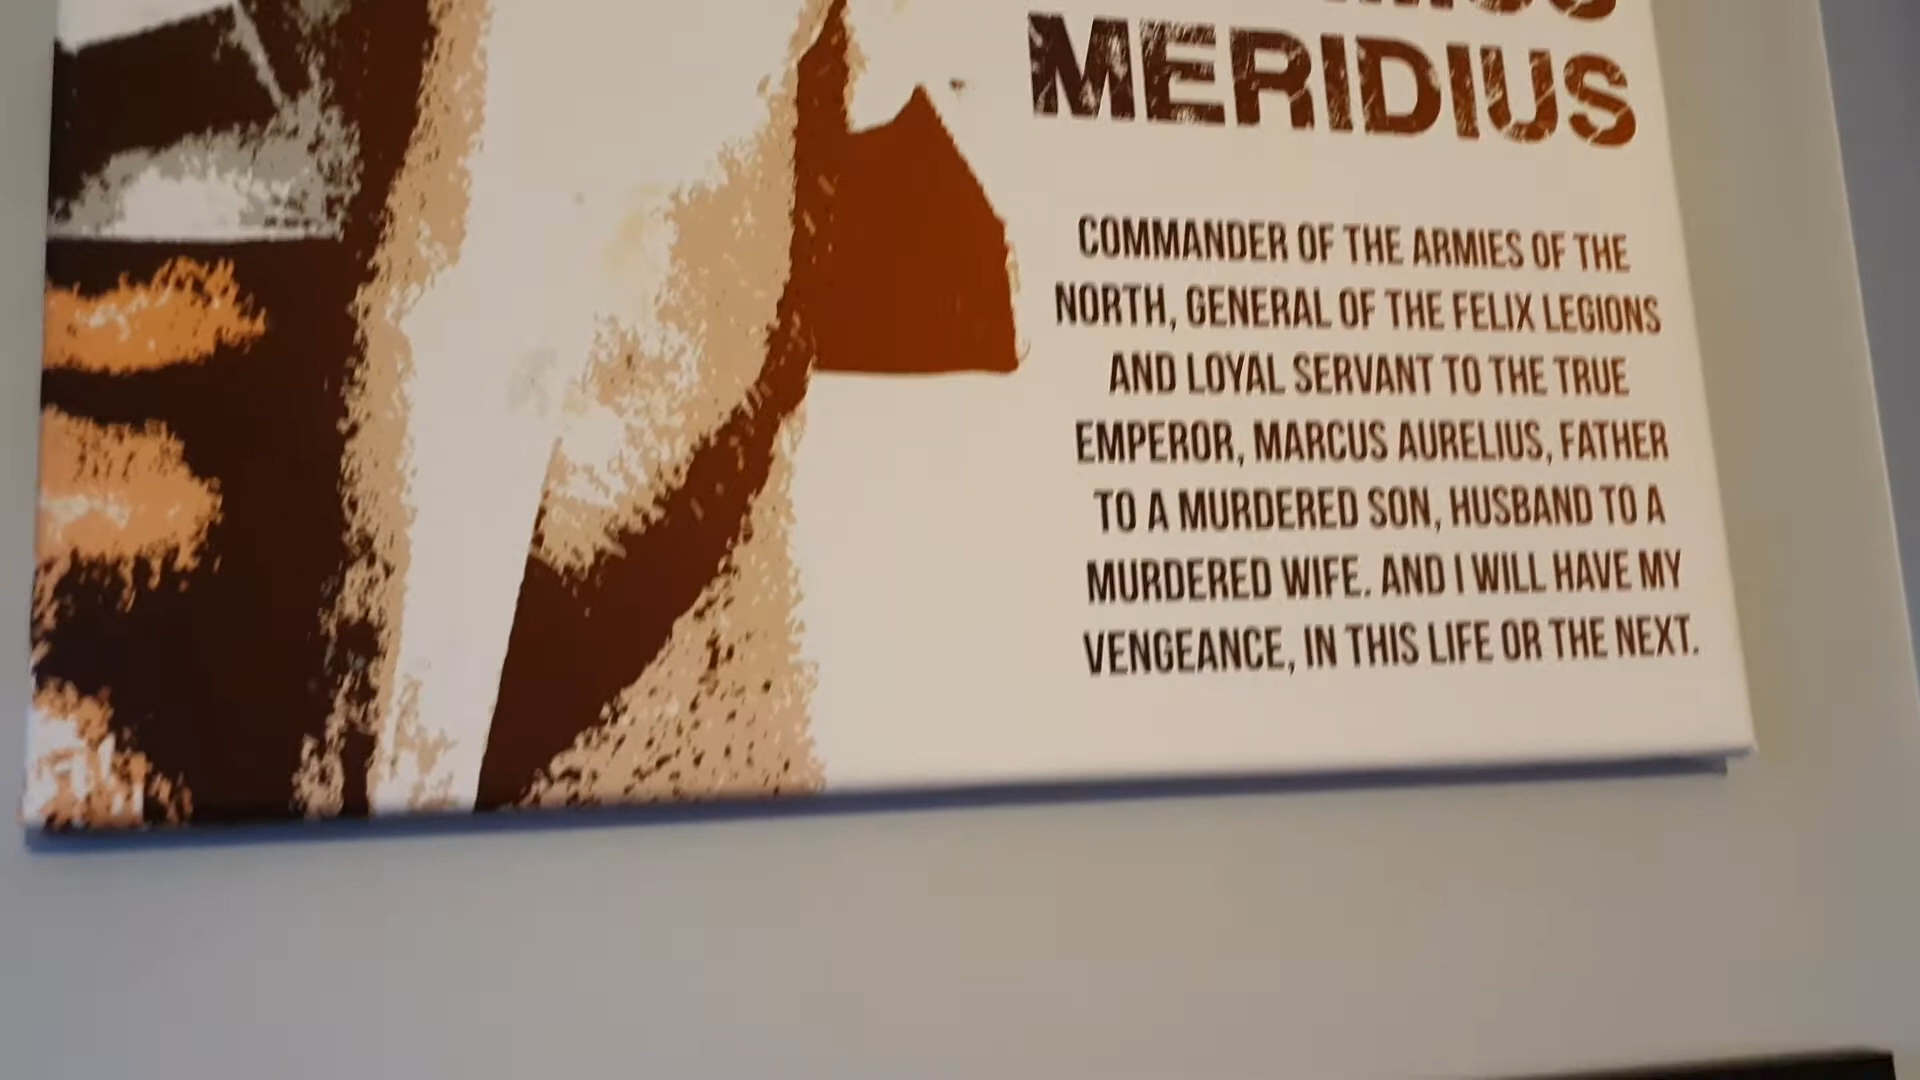 MERIDIUS
COMMANDER OF THE ARMIES OF THE
NORTH, GENERAL OF THE FELIX LEGIONS
AND LOYAL SERVANT TO THE TRUE
EMPEROR, MARCUS AURELIUS, FATHER
TO A MURDERED SON, HUSBAND TO A
MURDERED WIFE. AND I WILL HAVE MY
VENGEANCE, IN THIS LIFE OR THE NEXT.